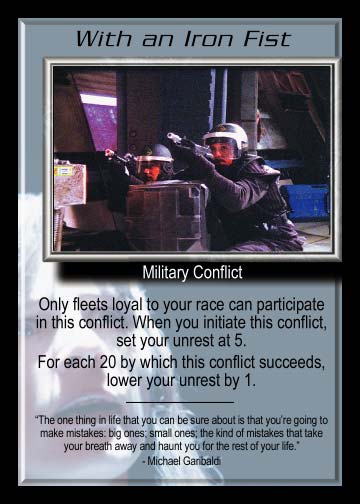 With an Iron Fist
Military Conflict
Only fleets loyal to your race can participate
in this conflict. When you initiate this conflict,
set your unrest at 5.
For each 20 by which this conflict succeeds,
lower your unrest by 1.
“The one thing in life that you can be sure about is that you’re going to
make mistakes: big ones; small ones; the kind of mistakes that take
your breath away and haunt you for the rest of your life.”
- Michael Garibaldi